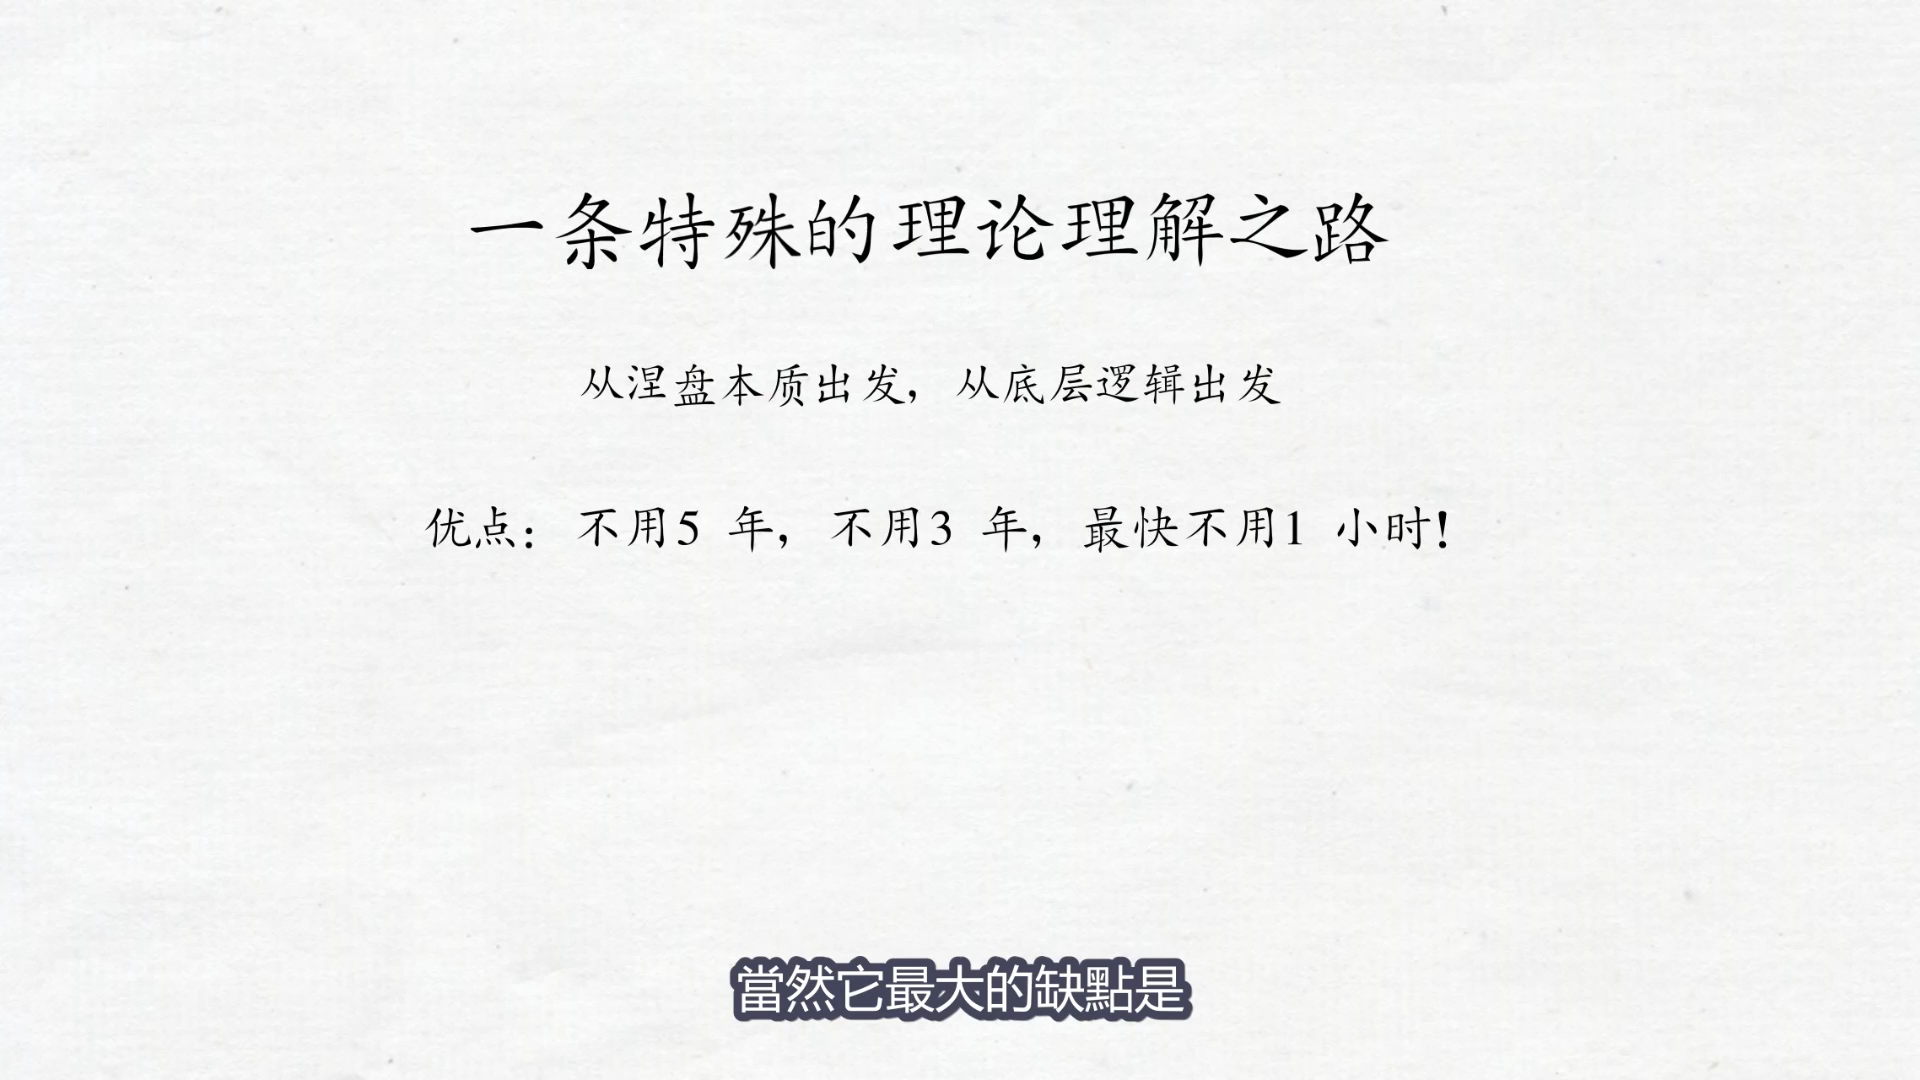 一条特殊的理论理解之路
从涅盘本质出发，从底层逻辑出发
优点：不用5 年，不用3 年，最快不用1 小时！
當然它最大的缺點是